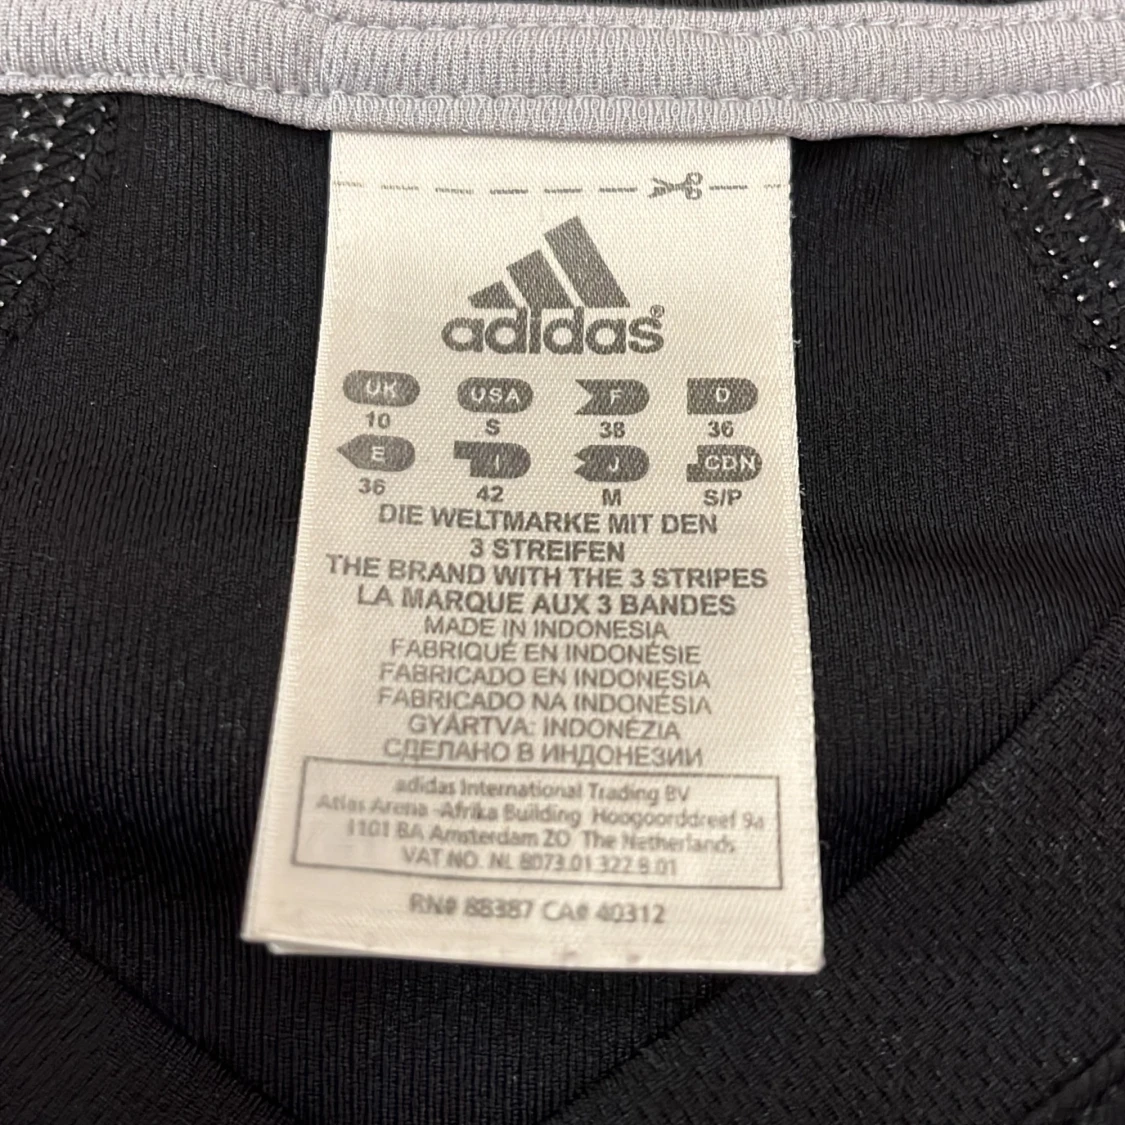 adidas®
UK USA F D
10 S 38 36
E I J CDN
36 42 M S/P
DIE WELTMARKE MIT DEN
3 STREIFEN
THE BRAND WITH THE 3 STRIPES
LA MARQUE AUX 3 BANDES
MADE IN INDONESIA
FABRIQUÉ EN INDONÉSIE
FABRICADO EN INDONESIA
FABRICADO NA INDONÉSIA
GYÁRTVA: INDONÉZIA
СДЕЛАНО В ИНДОНЕЗИИ
adidas International Trading BV
Atlas Arena -Afrika Building Hoogoorddreef 9a
1101 BA Amsterdam ZO The Netherlands
VAT NO. NL 8073.01.322.B.01
RN# 88387 CA# 40312